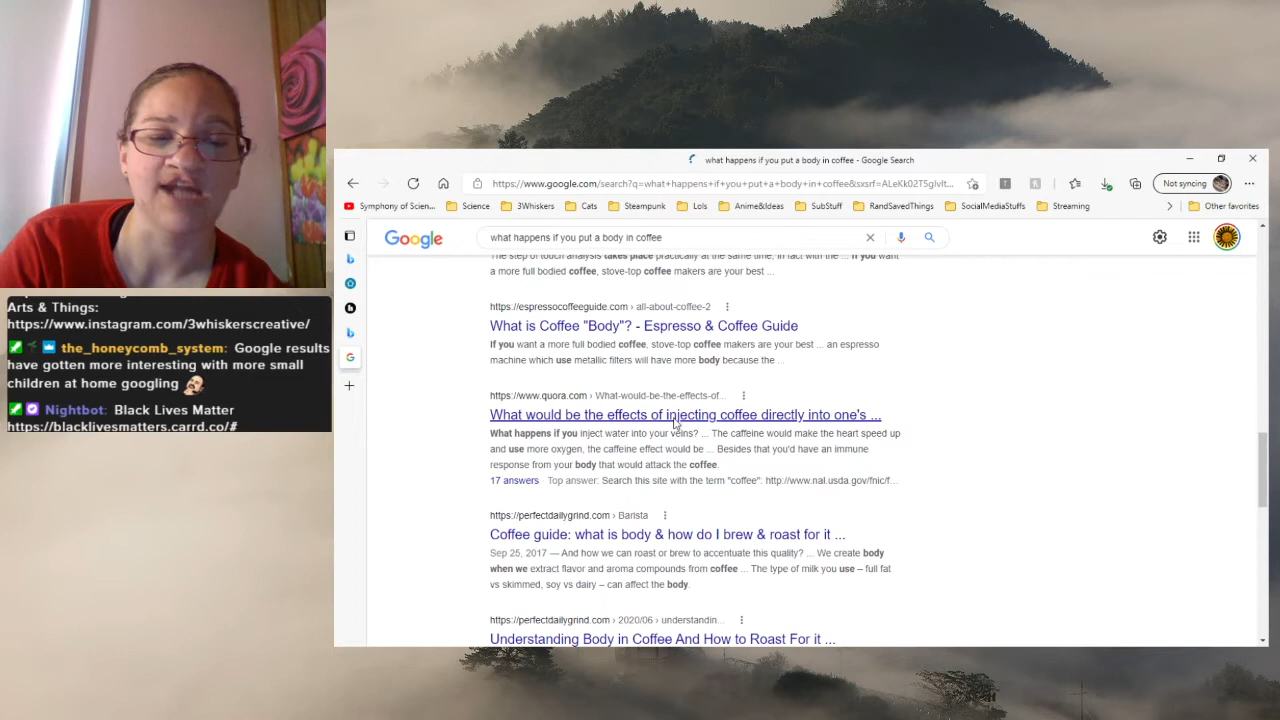 Arts & Things:
https://www.instagram.com/3whiskerscreative/
the_honeycomb_system: Google results
have gotten more interesting with more small
children at home googling
Nightbot: Black Lives Matter
https://blacklivesmatters.carrd.co/#
what happens if you put a body in coffee - Google Search
https://www.google.com/search?q=what+happens+if+you+put+a+body+in+coffee&sxsrf=ALeKk02T5gIvIt...
Not syncing
Symphony of Scien...
Science
3Whiskers
Cats
Steampunk
Lols
Anime&Ideas
SubStuff
RandSavedThings
SocialMediaStuffs
Streaming
Other favorites
Google
what happens if you put a body in coffee
The step of touch analysis takes place practically at the same time, in fact with the ... If you want
a more full bodied coffee, stove-top coffee makers are your best ...
https://espressocoffeeguide.com › all-about-coffee-2
What is Coffee "Body"? - Espresso & Coffee Guide
If you want a more full bodied coffee, stove-top coffee makers are your best ... an espresso
machine which use metallic filters will have more body because the ...
https://www.quora.com › What-would-be-the-effects-of...
What would be the effects of injecting coffee directly into one's ...
What happens if you inject water into your veins? ... The caffeine would make the heart speed up
and use more oxygen, the caffeine effect would be ... Besides that you'd have an immune
response from your body that would attack the coffee.
17 answers · Top answer: Search this site with the term "coffee": http://www.nal.usda.gov/fnic/f...
https://perfectdailygrind.com › Barista
Coffee guide: what is body & how do I brew & roast for it ...
Sep 25, 2017 — And how we can roast or brew to accentuate this quality? ... We create body
when we extract flavor and aroma compounds from coffee ... The type of milk you use – full fat
vs skimmed, soy vs dairy – can affect the body.
https://perfectdailygrind.com › 2020/06 › understandin...
Understanding Body in Coffee And How to Roast For it ...